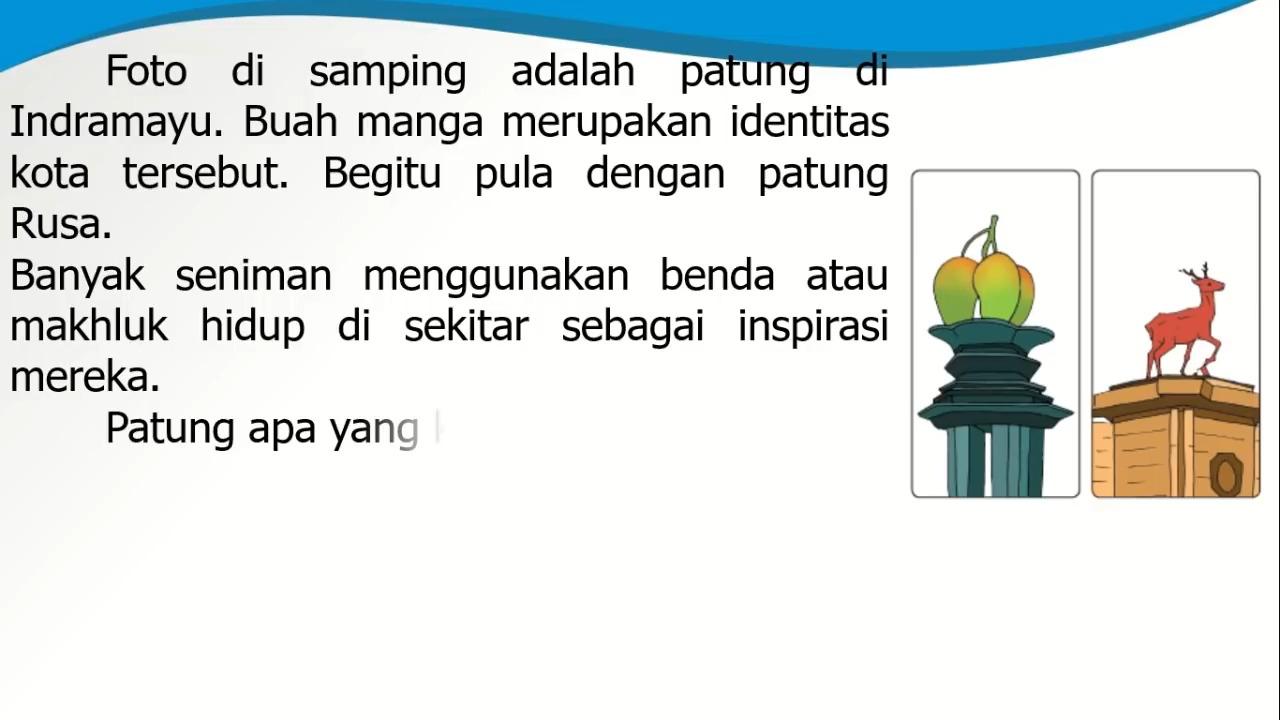 Foto di samping adalah patung di
Indramayu. Buah manga merupakan identitas
kota tersebut. Begitu pula dengan patung
Rusa.
Banyak seniman menggunakan benda atau
makhluk hidup di sekitar sebagai inspirasi
mereka.
Patung apa yang